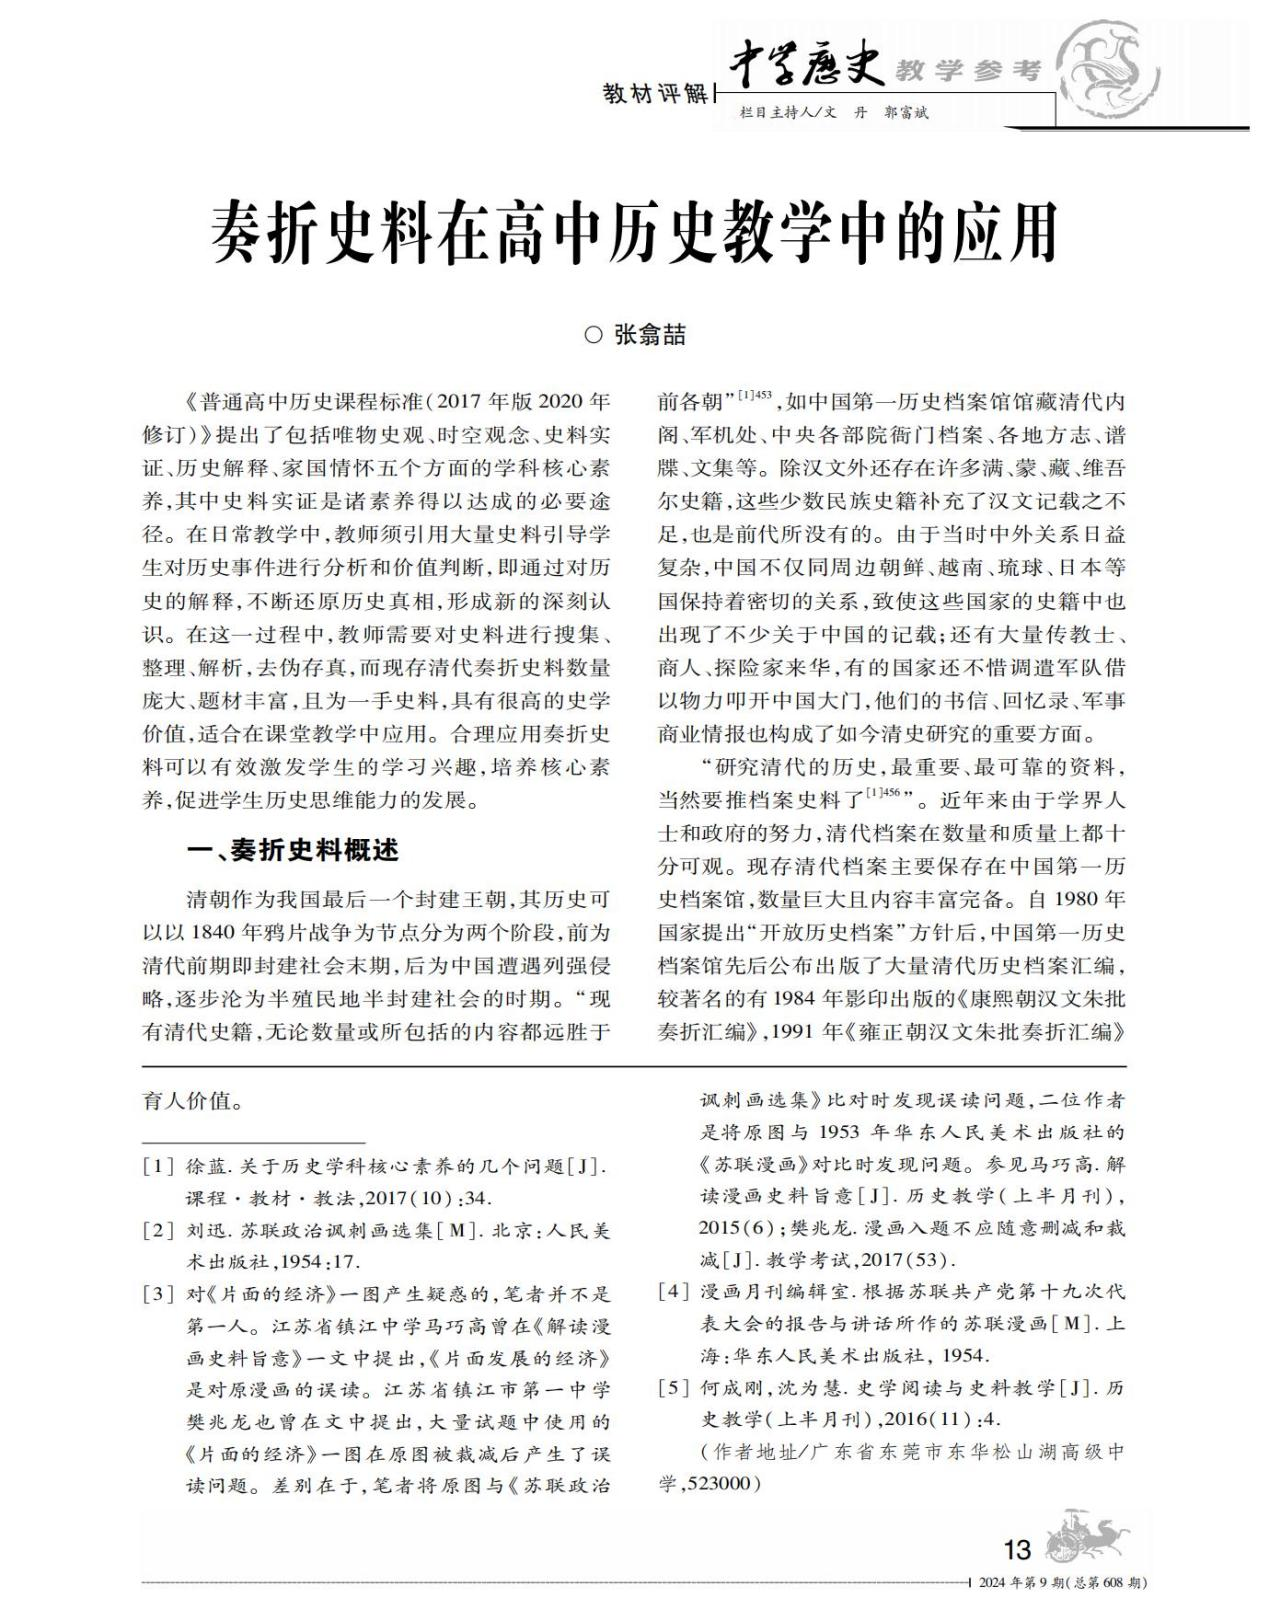 中学历史教学参考
教材评解
栏目主持人/文 丹 郭富斌
奏折史料在高中历史教学中的应用
○ 张翕喆
《普通高中历史课程标准(2017 年版 2020 年
修订)》提出了包括唯物史观、时空观念、史料实
证、历史解释、家国情怀五个方面的学科核心素
养,其中史料实证是诸素养得以达成的必要途
径。在日常教学中,教师须引用大量史料引导学
生对历史事件进行分析和价值判断,即通过对历
史的解释,不断还原历史真相,形成新的深刻认
识。在这一过程中,教师需要对史料进行搜集、
整理、解析,去伪存真,而现存清代奏折史料数量
庞大、题材丰富,且为一手史料,具有很高的史学
价值,适合在课堂教学中应用。合理应用奏折史
料可以有效激发学生的学习兴趣,培养核心素
养,促进学生历史思维能力的发展。
一、奏折史料概述
清朝作为我国最后一个封建王朝,其历史可
以以 1840 年鸦片战争为节点分为两个阶段,前为
清代前期即封建社会末期,后为中国遭遇列强侵
略,逐步沦为半殖民地半封建社会的时期。“现
有清代史籍,无论数量或所包括的内容都远胜于
前各朝”[1]453,如中国第一历史档案馆馆藏清代内
阁、军机处、中央各部院衙门档案、各地方志、谱
牒、文集等。除汉文外还存在许多满、蒙、藏、维吾
尔史籍,这些少数民族史籍补充了汉文记载之不
足,也是前代所没有的。由于当时中外关系日益
复杂,中国不仅同周边朝鲜、越南、琉球、日本等
国保持着密切的关系,致使这些国家的史籍中也
出现了不少关于中国的记载;还有大量传教士、
商人、探险家来华,有的国家还不惜调遣军队借
以物力叩开中国大门,他们的书信、回忆录、军事
商业情报也构成了如今清史研究的重要方面。
“研究清代的历史,最重要、最可靠的资料,
当然要推档案史料了[1]456”。近年来由于学界人
士和政府的努力,清代档案在数量和质量上都十
分可观。现存清代档案主要保存在中国第一历
史档案馆,数量巨大且内容丰富完备。自 1980 年
国家提出“开放历史档案”方针后,中国第一历史
档案馆先后公布出版了大量清代历史档案汇编,
较著名的有 1984 年影印出版的《康熙朝汉文朱批
奏折汇编》,1991 年《雍正朝汉文朱批奏折汇编》
育人价值。
[1] 徐蓝. 关于历史学科核心素养的几个问题[J].
课程·教材·教法,2017(10):34.
[2] 刘迅. 苏联政治讽刺画选集[M]. 北京:人民美
术出版社,1954:17.
[3] 对《片面的经济》一图产生疑惑的,笔者并不是
第一人。江苏省镇江中学马巧高曾在《解读漫
画史料旨意》一文中提出,《片面发展的经济》
是对原漫画的误读。江苏省镇江市第一中学
樊兆龙也曾在文中提出,大量试题中使用的
《片面的经济》一图在原图被裁减后产生了误
读问题。差别在于,笔者将原图与《苏联政治
讽刺画选集》比对时发现误读问题,二位作者
是将原图与 1953 年华东人民美术出版社的
《苏联漫画》对比时发现问题。参见马巧高. 解
读漫画史料旨意[J]. 历史教学(上半月刊),
2015(6);樊兆龙. 漫画入题不应随意删减和裁
减[J]. 教学考试,2017(53).
[4] 漫画月刊编辑室. 根据苏联共产党第十九次代
表大会的报告与讲话所作的苏联漫画[M]. 上
海:华东人民美术出版社, 1954.
[5] 何成刚,沈为慧. 史学阅读与史料教学[J]. 历
史教学(上半月刊),2016(11):4.
(作者地址/广东省东莞市东华松山湖高级中
学,523000)
13
2024 年第 9 期(总第 608 期)